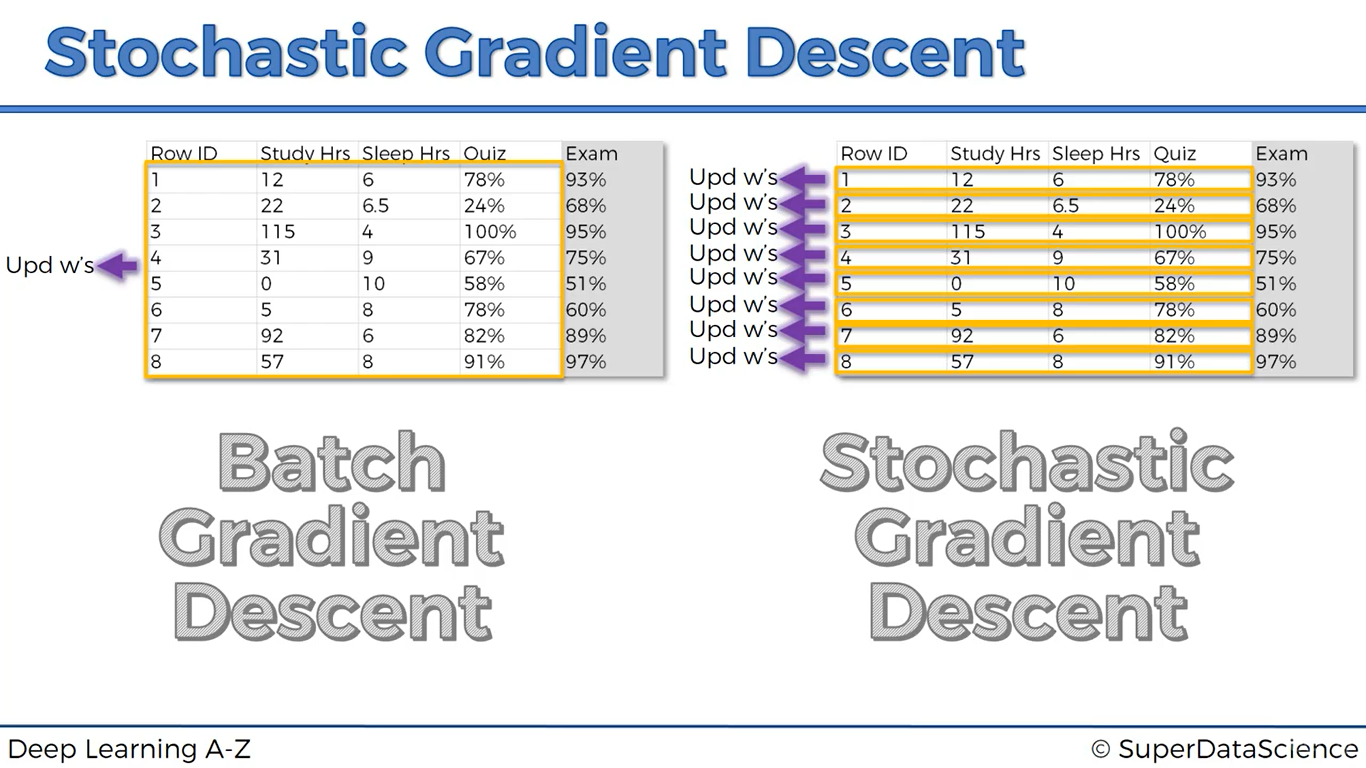 Stochastic Gradient Descent
Row ID Study Hrs Sleep Hrs Quiz Exam
1 12 6 78% 93%
2 22 6.5 24% 68%
3 115 4 100% 95%
4 31 9 67% 75%
5 0 10 58% 51%
6 5 8 78% 60%
7 92 6 82% 89%
8 57 8 91% 97%
Upd w's
Batch
Gradient
Descent
Row ID Study Hrs Sleep Hrs Quiz Exam
Upd w's 1 12 6 78% 93%
Upd w's 2 22 6.5 24% 68%
Upd w's 3 115 4 100% 95%
Upd w's 4 31 9 67% 75%
Upd w's 5 0 10 58% 51%
Upd w's 6 5 8 78% 60%
Upd w's 7 92 6 82% 89%
Upd w's 8 57 8 91% 97%
Stochastic
Gradient
Descent
Deep Learning A-Z
© SuperDataScience